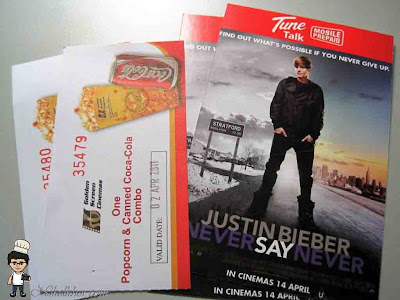 35480
35479
Coca-Cola
Golden
Screen
Cinemas
One
Popcorn & Canned Coca-Cola
Combo
VALID DATE:
02 APR 2011
Tune
Talk
MOBILE
PREPAID
FIND OUT WHAT'S POSSIBLE IF YOU NEVER GIVE UP.
STRATFORD
JUSTIN BIEBER
NEVER SAY NEVER
IN CINEMAS 14 APRIL
IN CINEMAS 14 APRIL